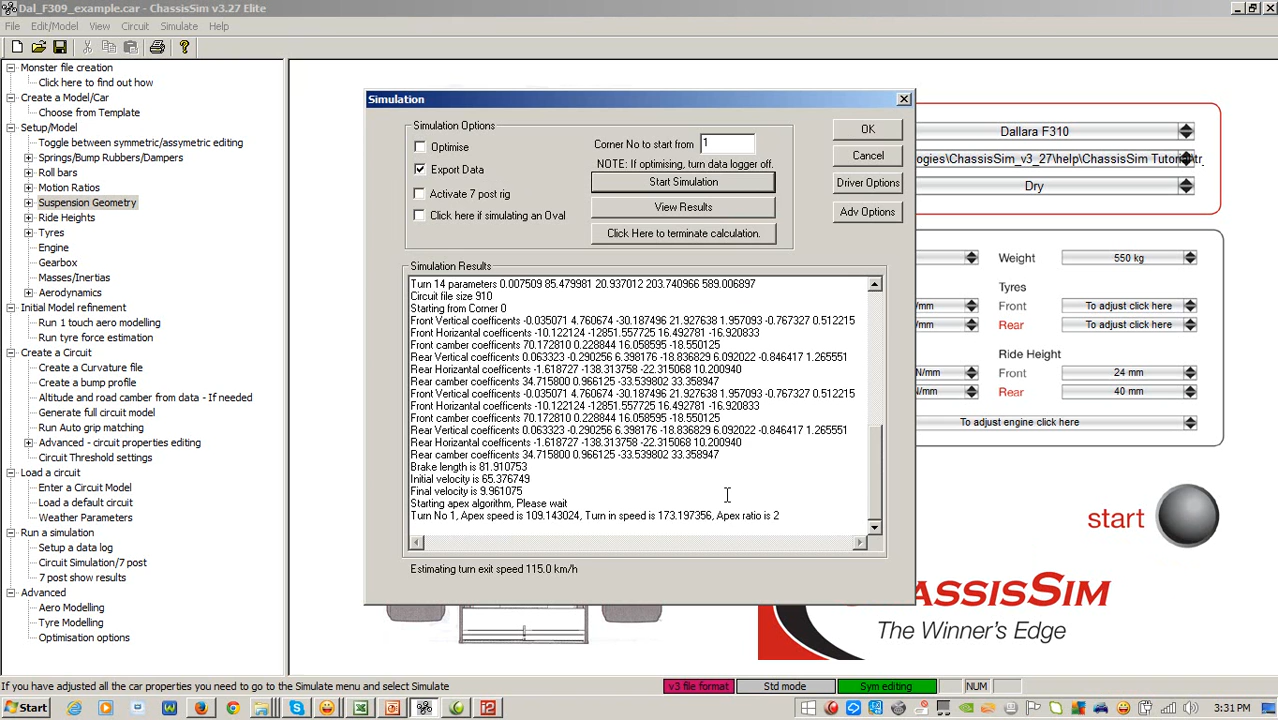 Dal_F309_example.car - ChassisSim v3.27 Elite
File Edit/Model View Circuit Simulate Help
Monster file creation
Click here to find out how
Create a Model/Car
Choose from Template
Setup/Model
Toggle between symmetric/assymetric editing
Springs/Bump Rubbers/Dampers
Roll bars
Motion Ratios
Suspension Geometry
Ride Heights
Tyres
Engine
Gearbox
Masses/Inertias
Aerodynamics
Initial Model refinement
Run 1 touch aero modelling
Run tyre force estimation
Create a Circuit
Create a Curvature file
Create a bump profile
Altitude and road camber from data - If needed
Generate full circuit model
Run Auto grip matching
Advanced - circuit properties editing
Circuit Threshold settings
Load a circuit
Enter a Circuit Model
Load a default circuit
Weather Parameters
Run a simulation
Setup a data log
Circuit Simulation/7 post
7 post show results
Advanced
Aero Modelling
Tyre Modelling
Optimisation options
Simulation
Simulation Options
Optimise
Export Data
Activate 7 post rig
Click here if simulating an Oval
Corner No to start from 1
NOTE: If optimising, turn data logger off.
Start Simulation
View Results
Click Here to terminate calculation.
OK
Cancel
Driver Options
Adv Options
Simulation Results
Turn 14 parameters 0.007509 85.479981 20.937012 203.740966 589.006897
Circuit file size 910
Starting from Corner 0
Front Vertical coefficents -0.035071 4.760674 -30.187496 21.927638 1.957093 -0.767327 0.512215
Front Horizantal coefficents -10.122124 -12851.557725 16.492781 -16.920833
Front camber coefficents 70.172810 0.228844 16.058595 -18.550125
Rear Vertical coefficents 0.063323 -0.290256 6.398176 -18.836829 6.092022 -0.846417 1.265551
Rear Horizantal coefficents -1.618727 -138.313758 -22.315068 10.200940
Rear camber coefficents 34.715800 0.966125 -33.539802 33.358947
Front Vertical coefficents -0.035071 4.760674 -30.187496 21.927638 1.957093 -0.767327 0.512215
Front Horizantal coefficents -10.122124 -12851.557725 16.492781 -16.920833
Front camber coefficents 70.172810 0.228844 16.058595 -18.550125
Rear Vertical coefficents 0.063323 -0.290256 6.398176 -18.836829 6.092022 -0.846417 1.265551
Rear Horizantal coefficents -1.618727 -138.313758 -22.315068 10.200940
Rear camber coefficents 34.715800 0.966125 -33.539802 33.358947
Brake length is 81.910753
Initial velocity is 65.376749
Final velocity is 9.961075
Starting apex algorithm, Please wait
Turn No 1, Apex speed is 109.143024, Turn in speed is 173.197356, Apex ratio is 2
Estimating turn exit speed 115.0 km/h
Dallara F310
ogies\ChassisSim_v3_27\help\ChassisSim
Dry
Weight 550 kg
Tyres
/mm Front To adjust click here
/mm Rear To adjust click here
Ride Height
N/mm Front 24 mm
N/mm Rear 40 mm
To adjust engine click here
start
CHASSISSIM
The Winner's Edge
If you have adjusted all the car properties you need to go to the Simulate menu and select Simulate
v3 file format Std mode Sym editing NUM
Start
3:31 PM